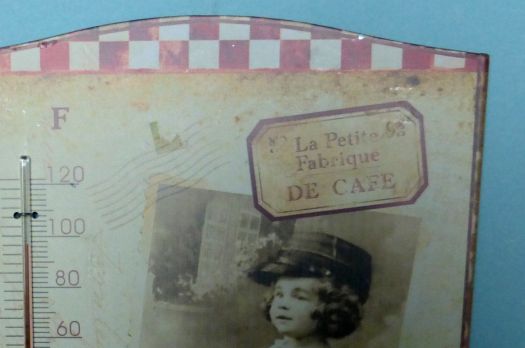 F
120
100
80
60
La Petite
Fabrique
DE CAFE